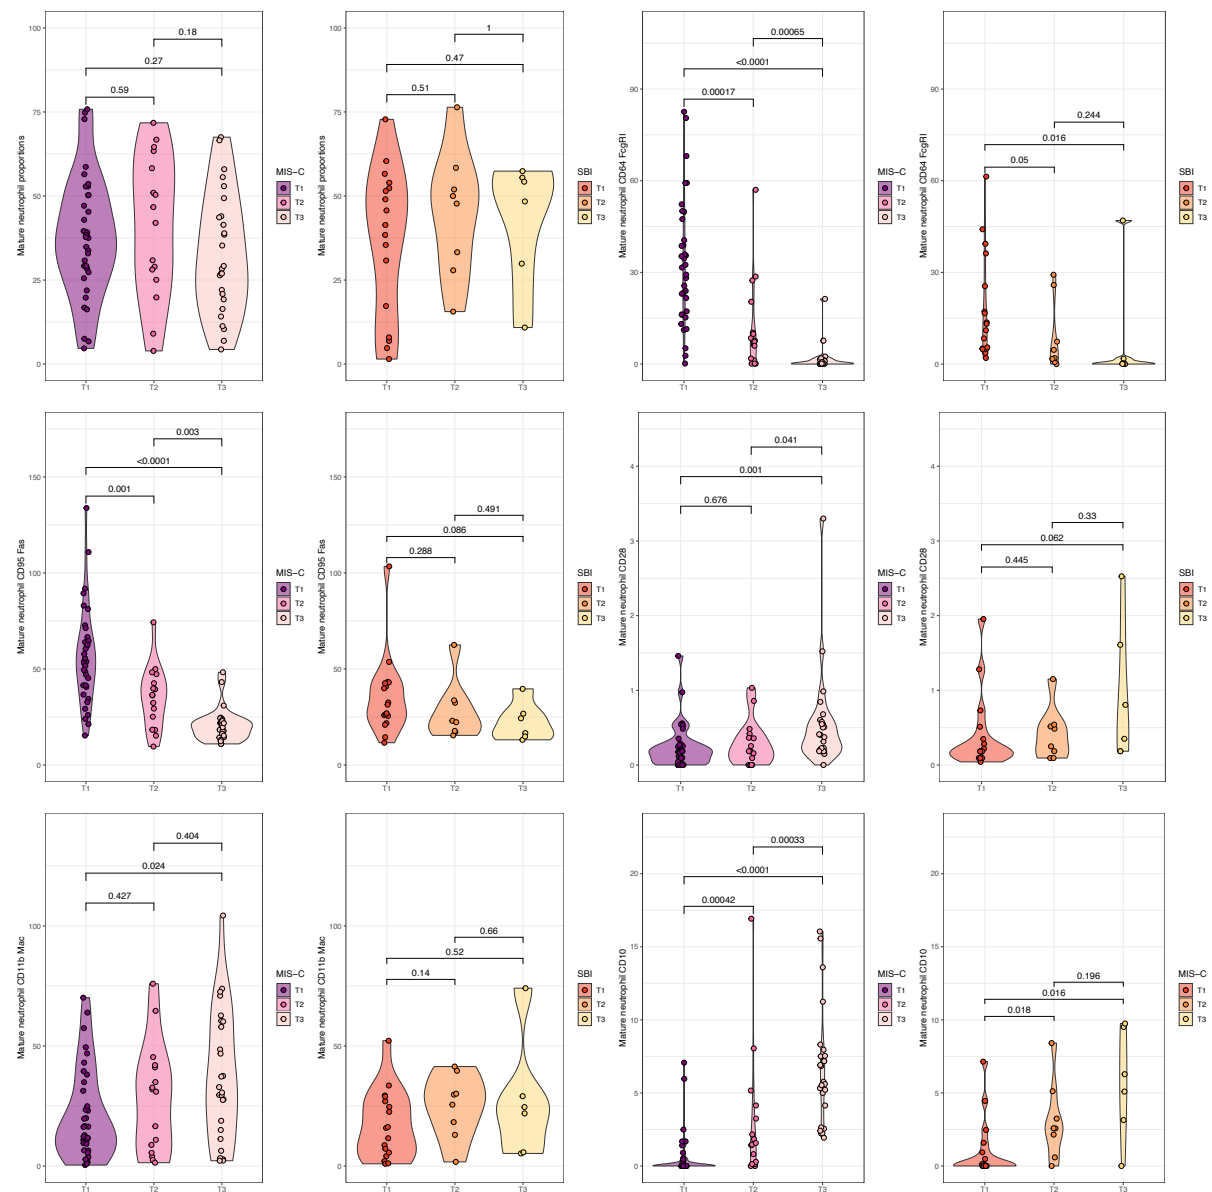 Mature neutrophil proportions
100
75
50
25
0
0.18
0.27
0.59
T1 T2 T3
MIS−C
T1
T2
T3
Mature neutrophil proportions
100
75
50
25
0
1
0.47
0.51
T1 T2 T3
SBI
T1
T2
T3
Mature neutrophil CD64 FcgRI
90
60
30
0
0.00065
<0.0001
0.00017
T1 T2 T3
MIS−C
T1
T2
T3
Mature neutrophil CD64 FcgRI
90
60
30
0
0.244
0.016
0.05
T1 T2 T3
SBI
T1
T2
T3
Mature neutrophil CD95 Fas
150
100
50
0
0.003
<0.0001
0.001
T1 T2 T3
MIS−C
T1
T2
T3
Mature neutrophil CD95 Fas
150
100
50
0
0.491
0.086
0.288
T1 T2 T3
SBI
T1
T2
T3
Mature neutrophil CD28
4
3
2
1
0
0.041
0.001
0.676
T1 T2 T3
MIS−C
T1
T2
T3
Mature neutrophil CD28
4
3
2
1
0
0.33
0.062
0.445
T1 T2 T3
SBI
T1
T2
T3
Mature neutrophil CD11b Mac
100
50
0
0.404
0.024
0.427
T1 T2 T3
MIS−C
T1
T2
T3
Mature neutrophil CD11b Mac
100
50
0
0.66
0.52
0.14
T1 T2 T3
SBI
T1
T2
T3
Mature neutrophil CD10
20
15
10
5
0
0.00033
<0.0001
0.00042
T1 T2 T3
MIS−C
T1
T2
T3
Mature neutrophil CD10
20
15
10
5
0
0.196
0.016
0.018
T1 T2 T3
MIS−C
T1
T2
T3